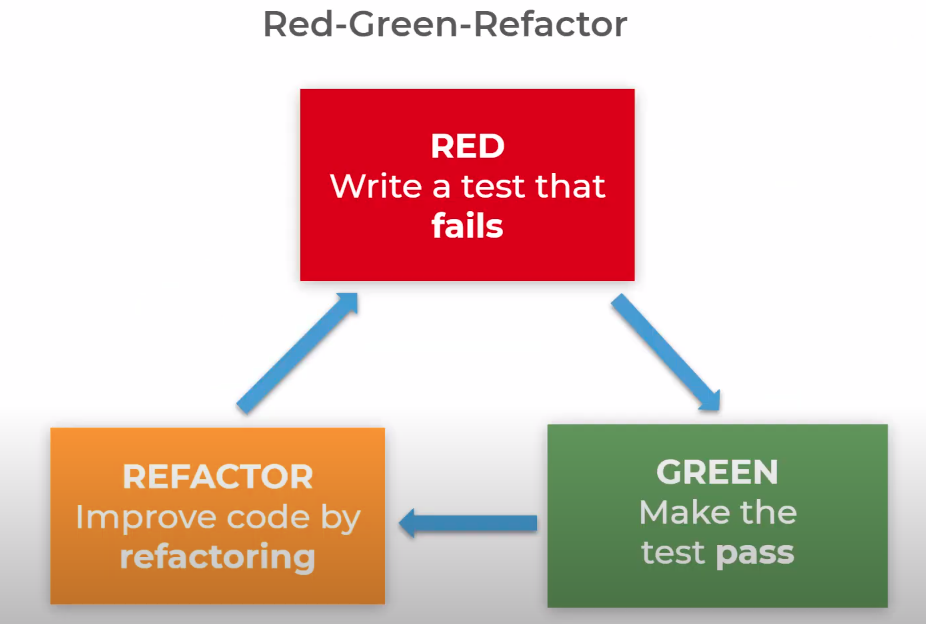 Red-Green-Refactor
RED
Write a test that
fails
GREEN
Make the
test pass
REFACTOR
Improve code by
refactoring